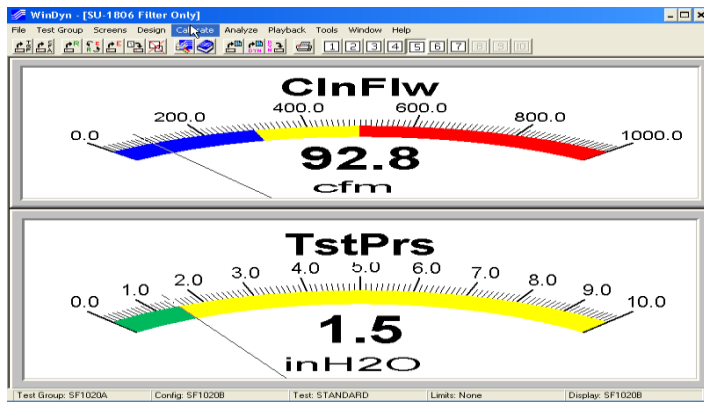 WinDyn - [SU-1806 Filter Only]
File Test Group Screens Design Calibrate Analyze Playback Tools Window Help
1 2 3 4 5 6 7 8 9 10
ClnFlw
0.0 200.0 400.0 600.0 800.0 1000.0
92.8
cfm
TstPrs
0.0 1.0 2.0 3.0 4.0 5.0 6.0 7.0 8.0 9.0 10.0
1.5
inH2O
Test Group: SF1020A Config: SF1020B Test: STANDARD Limits: None Display: SF1020B